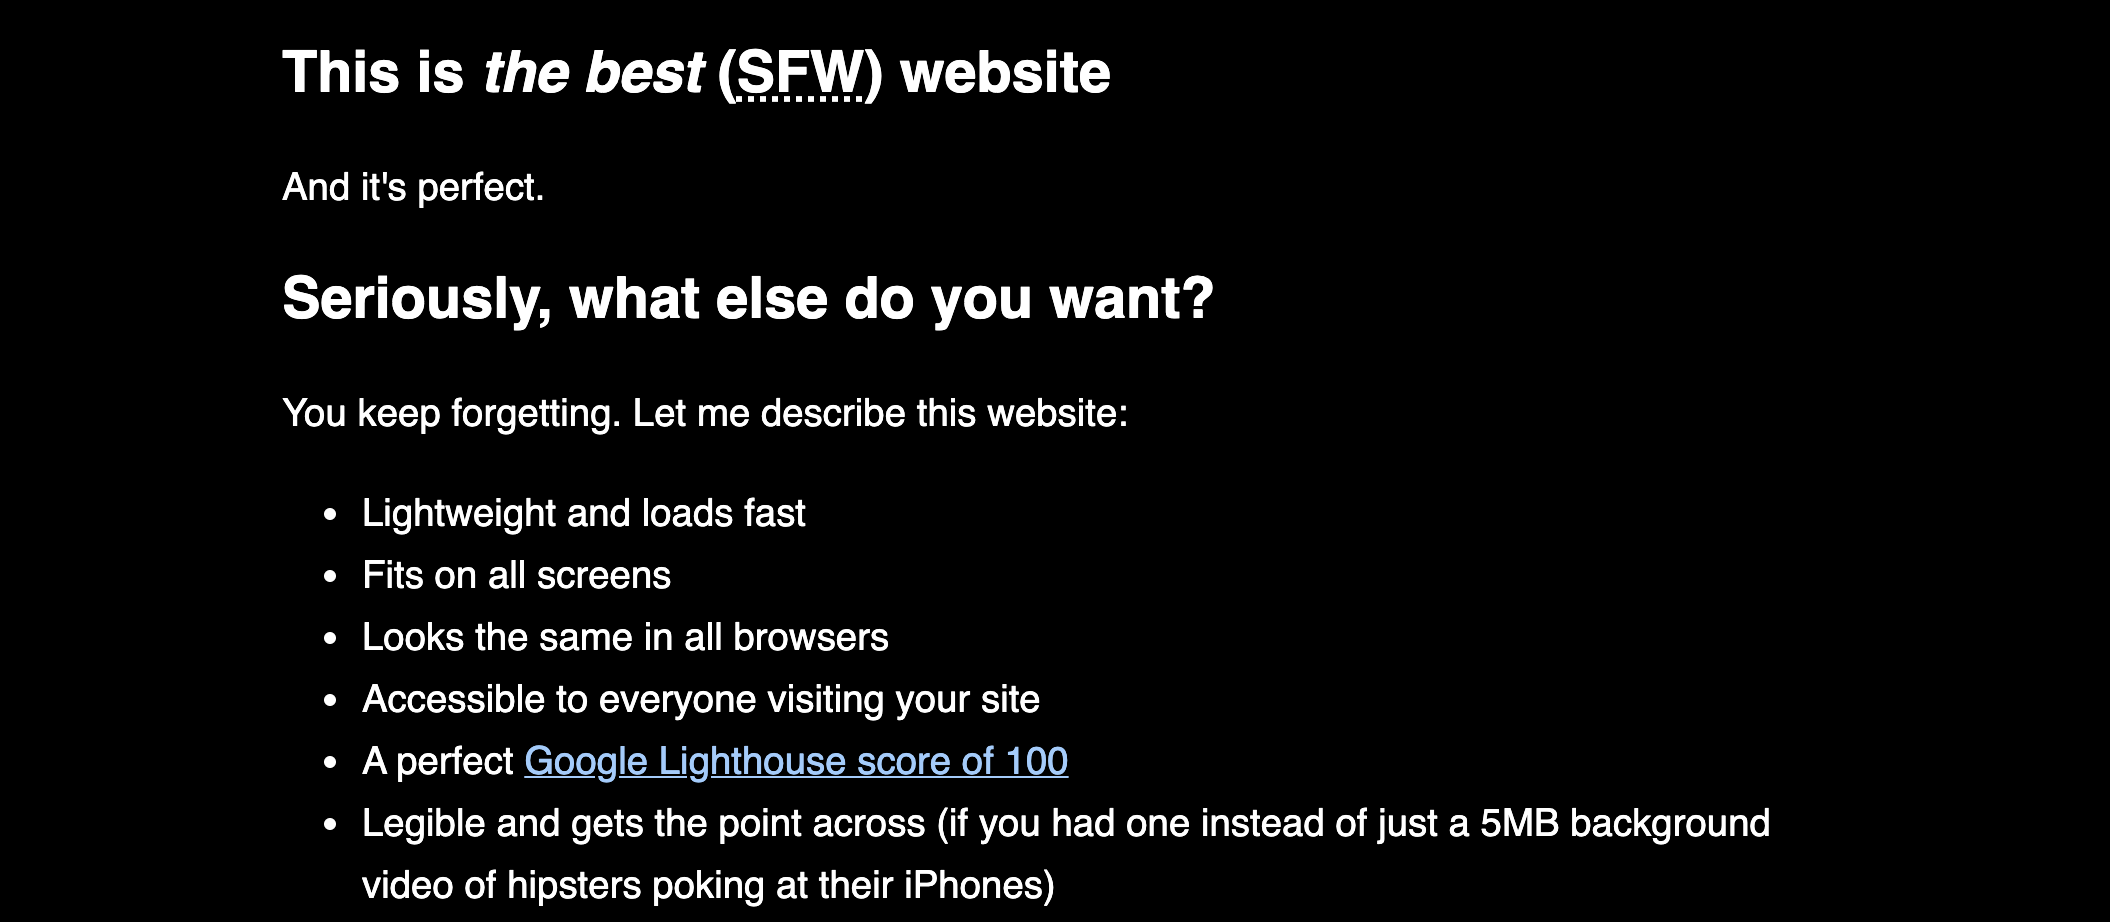 This is the best (SFW) website
And it's perfect.
Seriously, what else do you want?
You keep forgetting. Let me describe this website:
• Lightweight and loads fast
• Fits on all screens
• Looks the same in all browsers
• Accessible to everyone visiting your site
• A perfect Google Lighthouse score of 100
• Legible and gets the point across (if you had one instead of just a 5MB background
video of hipsters poking at their iPhones)